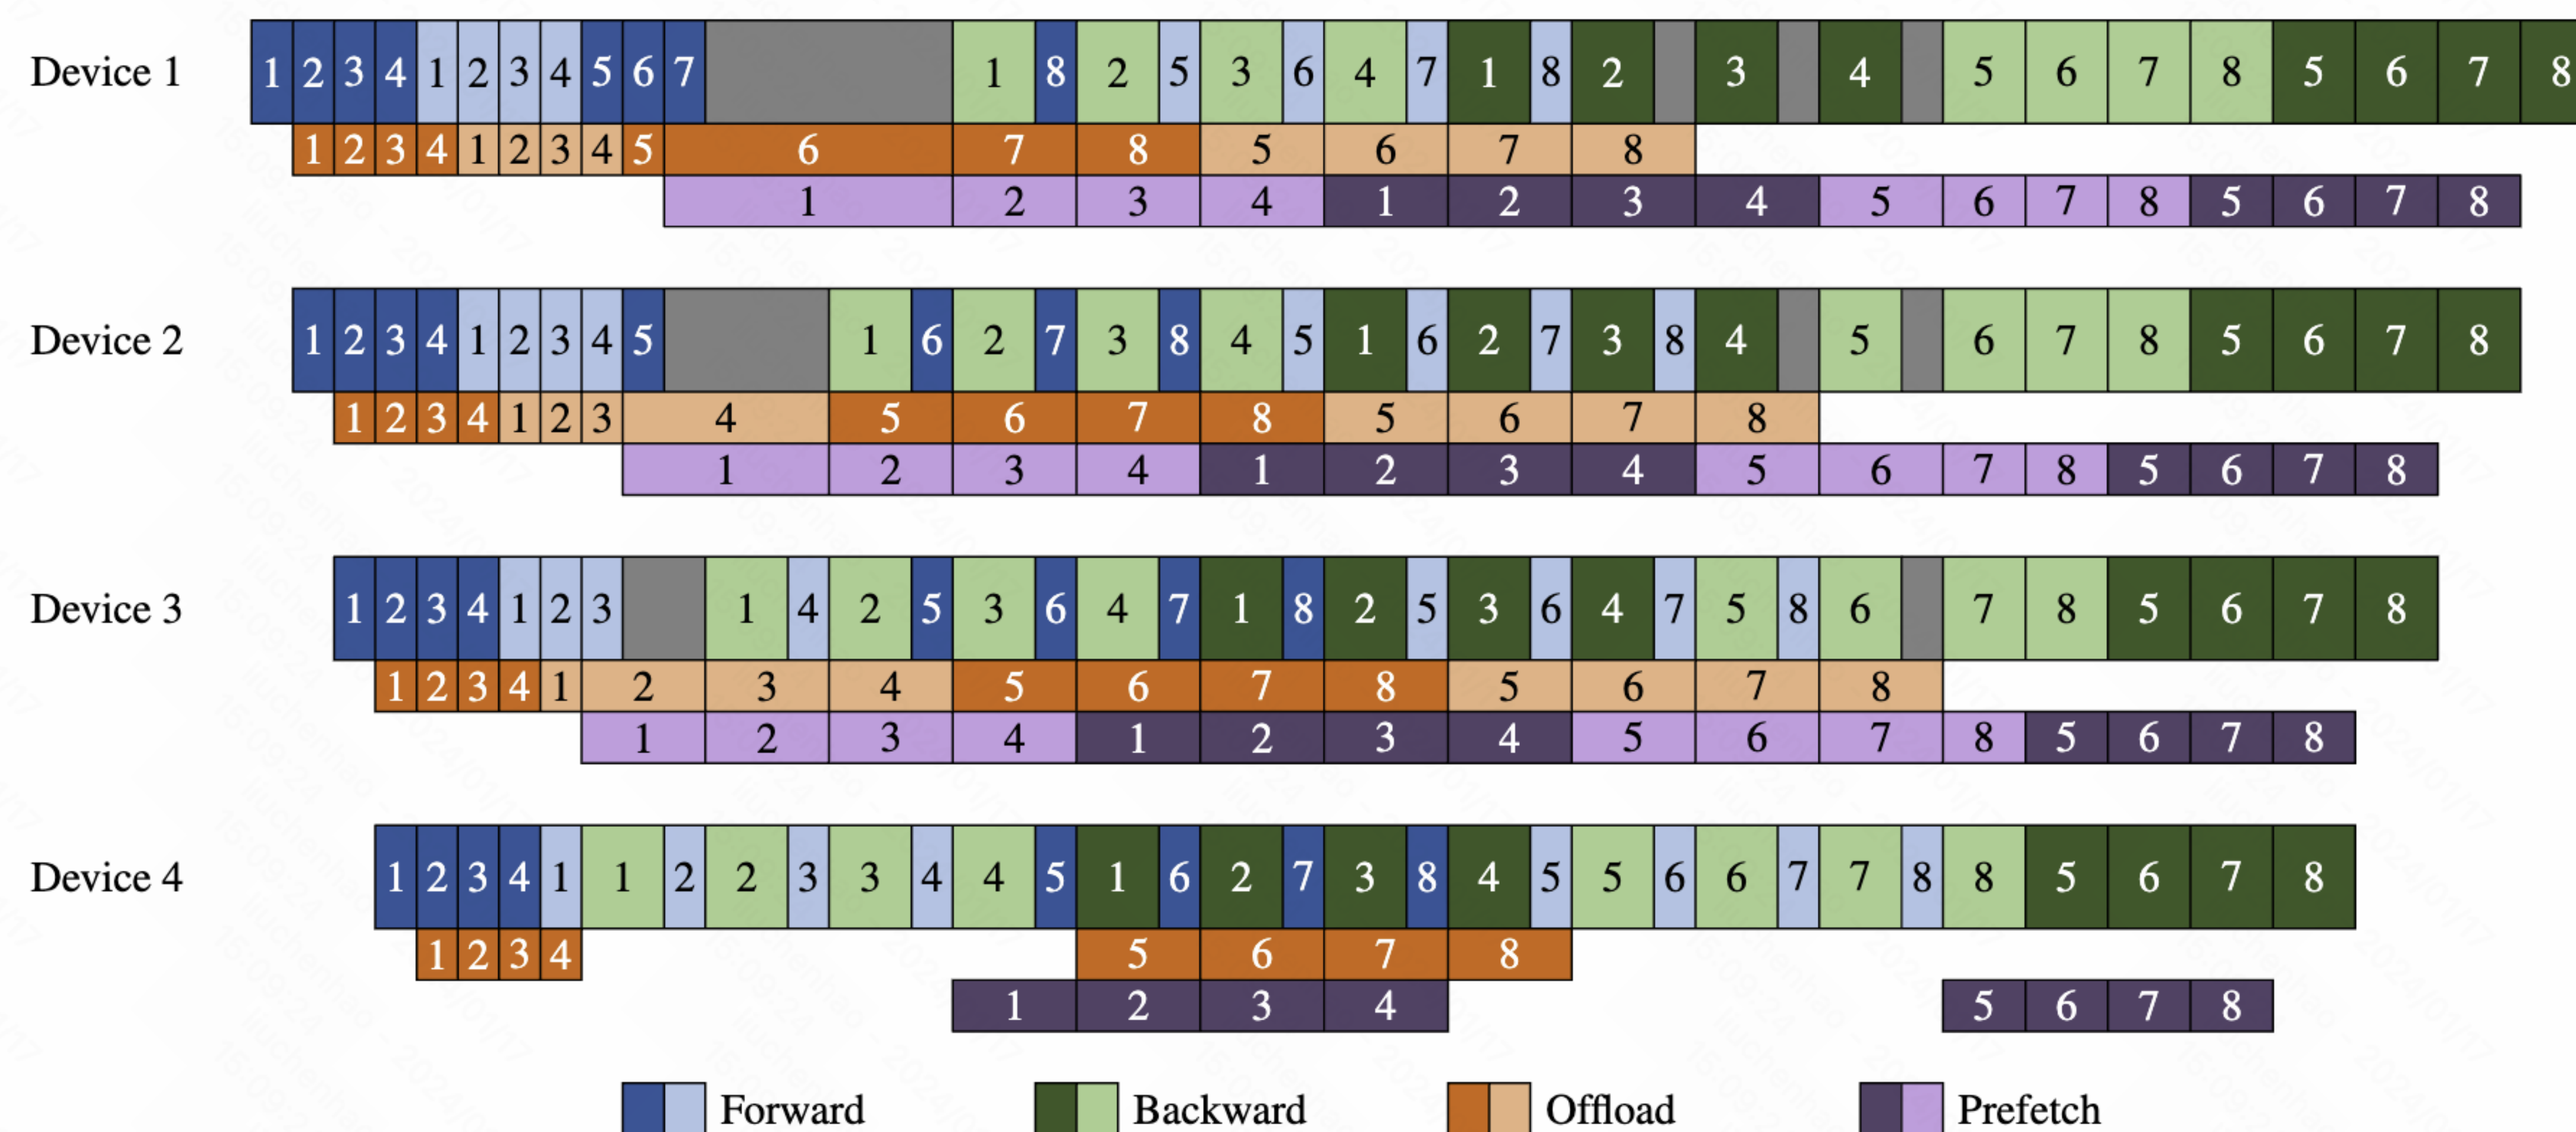 Device 1 1 2 3 4 1 2 3 4 5 6 7 1 8 2 5 3 6 4 7 1 8 2 3 4 5 6 7 8 5 6 7 8
1 2 3 4 1 2 3 4 5 6 7 8 5 6 7 8
1 2 3 4 1 2 3 4 5 6 7 8 5 6 7 8
Device 2 1 2 3 4 1 2 3 4 5 1 6 2 7 3 8 4 5 1 6 2 7 3 8 4 5 6 7 8 5 6 7 8
1 2 3 4 1 2 3 4 5 6 7 8 5 6 7 8
1 2 3 4 1 2 3 4 5 6 7 8 5 6 7 8
Device 3 1 2 3 4 1 2 3 1 4 2 5 3 6 4 7 1 8 2 5 3 6 4 7 5 8 6 7 8 5 6 7 8
1 2 3 4 1 2 3 4 5 6 7 8 5 6 7 8
1 2 3 4 1 2 3 4 5 6 7 8 5 6 7 8
Device 4 1 2 3 4 1 1 2 2 3 3 4 4 5 1 6 2 7 3 8 4 5 5 6 6 7 7 8 8 5 6 7 8
1 2 3 4 5 6 7 8
1 2 3 4 5 6 7 8
Forward Backward Offload Prefetch